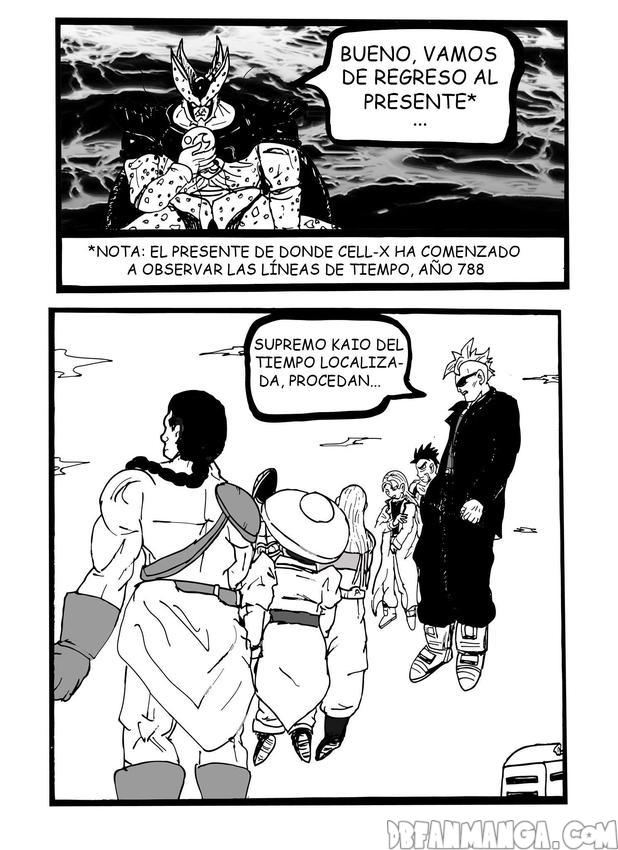 BUENO, VAMOS
DE REGRESO AL
PRESENTE*
...
*NOTA: EL PRESENTE DE DONDE CELL-X HA COMENZADO
A OBSERVAR LAS LÍNEAS DE TIEMPO, AÑO 788
SUPREMO KAIO DEL
TIEMPO LOCALIZA-
DA, PROCEDAN...
DBFANMANGA.COM